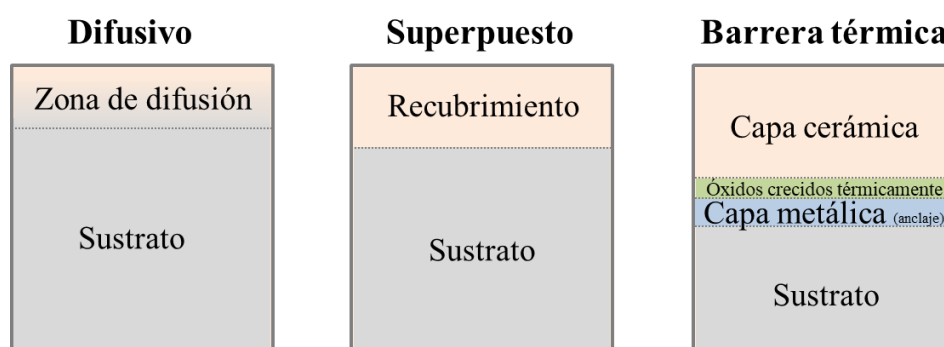 Difusivo
Zona de difusión
Sustrato
Superpuesto
Recubrimiento
Sustrato
Barrera térmica
Capa cerámica
Óxidos crecidos térmicamente
Capa metálica (anclaje)
Sustrato